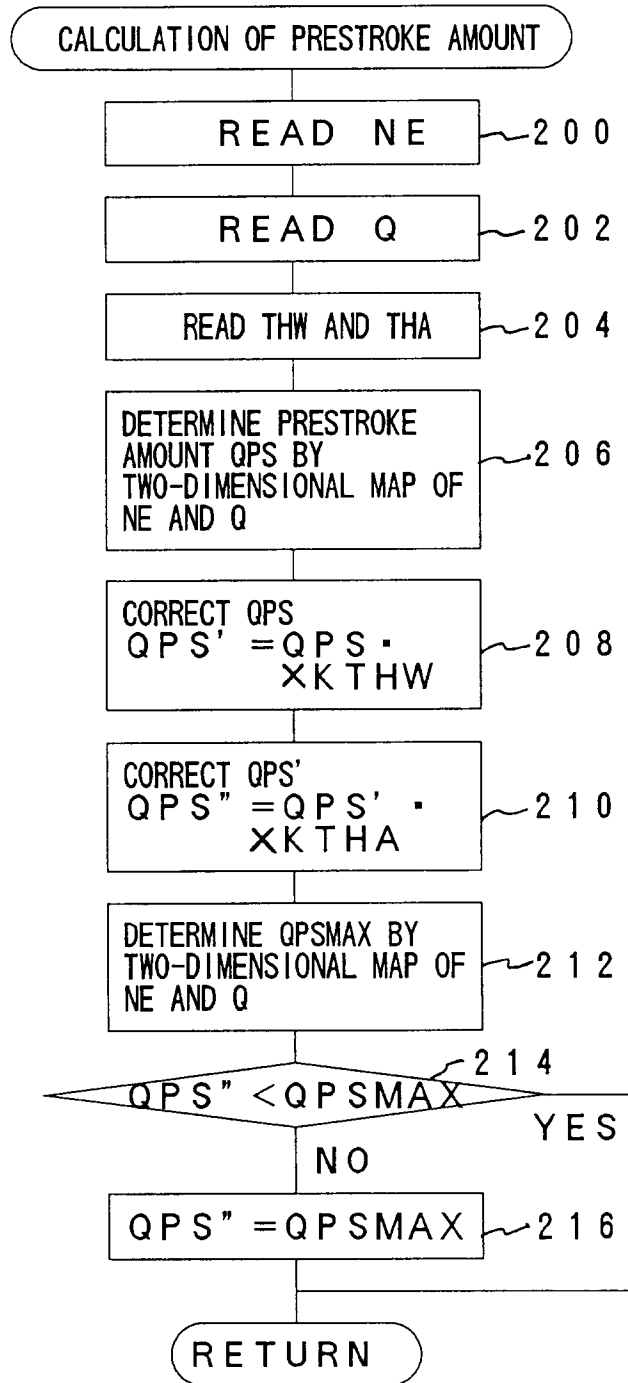 CALCULATION OF PRESTROKE AMOUNT
READ NE
200
READ Q
202
READ THW AND THA
204
DETERMINE PRESTROKE
AMOUNT QPS BY
TWO-DIMENSIONAL MAP OF
NE AND Q
206
CORRECT QPS
QPS' =QPS·
×KTHW
208
CORRECT QPS'
QPS" =QPS' ·
×KTHA
210
DETERMINE QPSMAX BY
TWO-DIMENSIONAL MAP OF
NE AND Q
212
214
QPS" <QPSMAX
YES
NO
QPS" =QPSMAX
216
RETURN